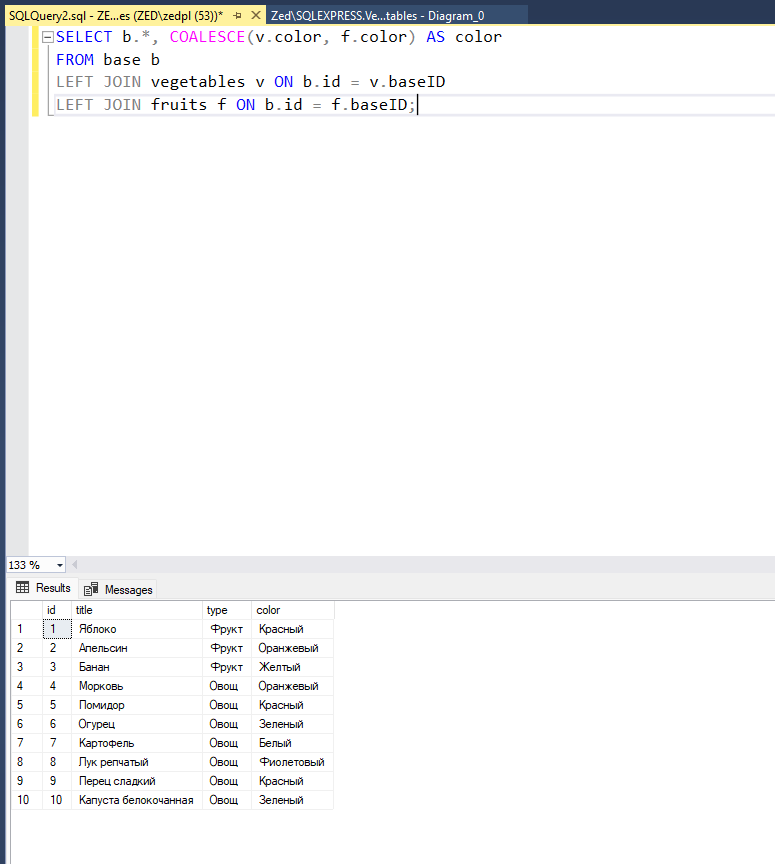 SQLQuery2.sql - ZE...es (ZED\zedpl (53))* Zed\SQLEXPRESS.Ve...tables - Diagram_0
SELECT b.*, COALESCE(v.color, f.color) AS color
FROM base b
LEFT JOIN vegetables v ON b.id = v.baseID
LEFT JOIN fruits f ON b.id = f.baseID;
133 %
Results Messages
id title type color
1 1 Яблоко Фрукт Красный
2 2 Апельсин Фрукт Оранжевый
3 3 Банан Фрукт Желтый
4 4 Морковь Овощ Оранжевый
5 5 Помидор Овощ Красный
6 6 Огурец Овощ Зеленый
7 7 Картофель Овощ Белый
8 8 Лук репчатый Овощ Фиолетовый
9 9 Перец сладкий Овощ Красный
10 10 Капуста белокочанная Овощ Зеленый